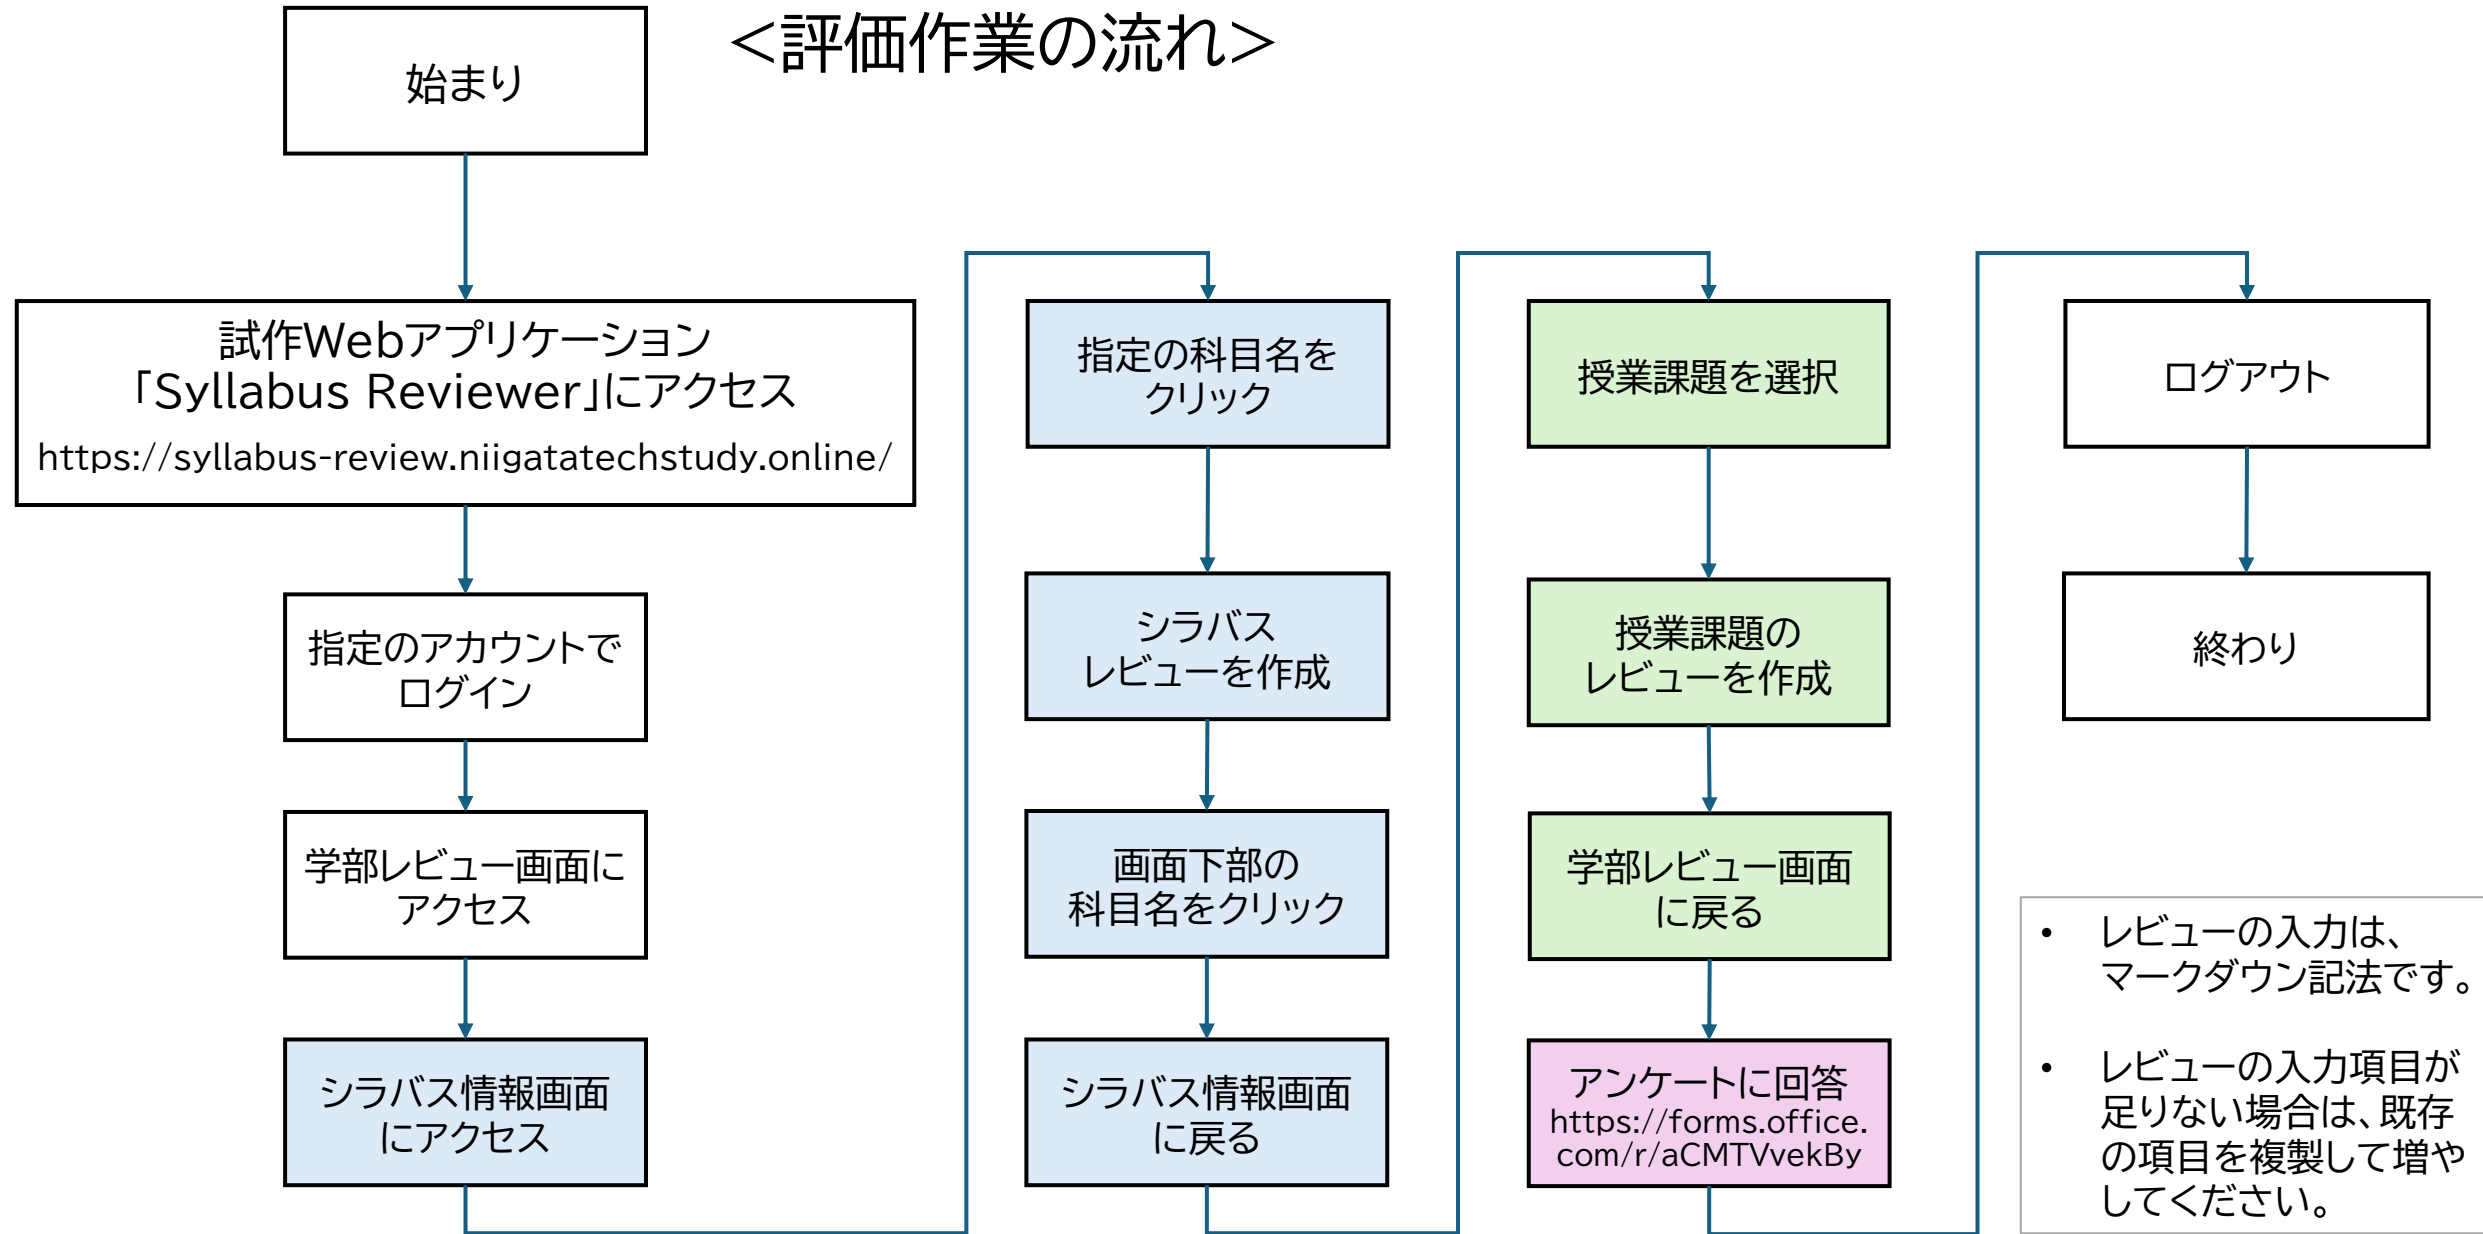 ＜評価作業の流れ＞
始まり
試作Webアプリケーション
「Syllabus Reviewer」にアクセス
https://syllabus-review.niigatatechstudy.online/
指定のアカウントで
ログイン
学部レビュー画面に
アクセス
シラバス情報画面
にアクセス
指定の科目名を
クリック
シラバス
レビューを作成
画面下部の
科目名をクリック
シラバス情報画面
に戻る
授業課題を選択
授業課題の
レビューを作成
学部レビュー画面
に戻る
アンケートに回答
https://forms.office.
com/r/aCMTVvekBy
ログアウト
終わり
• レビューの入力は、
マークダウン記法です。
• レビューの入力項目が
足りない場合は、既存
の項目を複製して増や
してください。